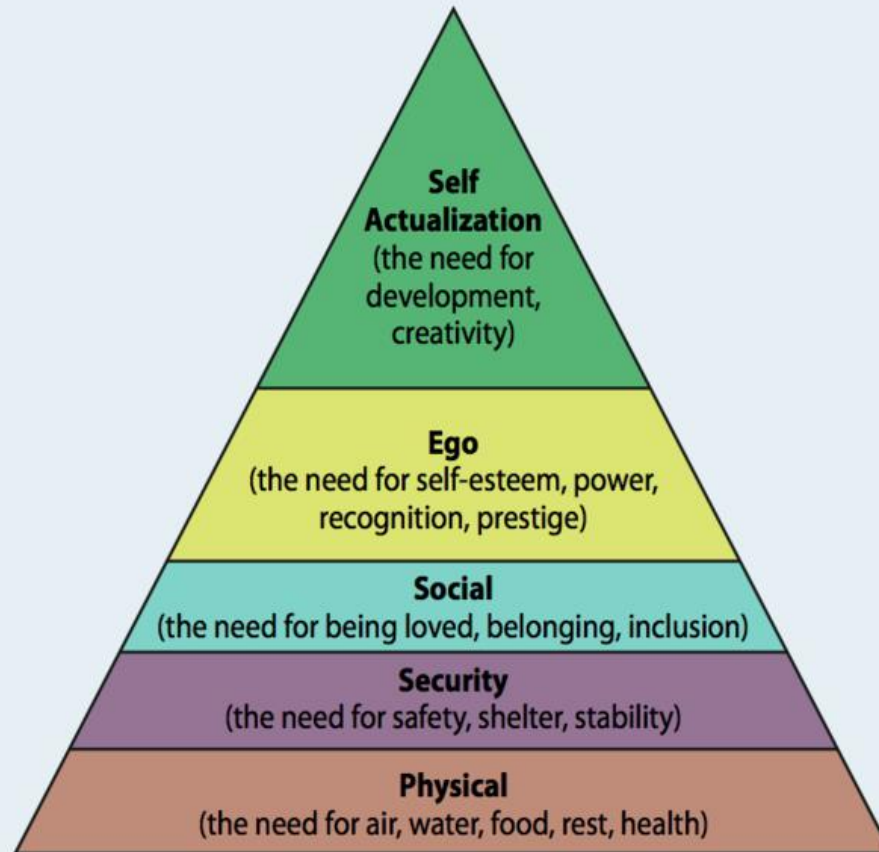 Self
Actualization
(the need for
development,
creativity)
Ego
(the need for self-esteem, power,
recognition, prestige)
Social
(the need for being loved, belonging, inclusion)
Security
(the need for safety, shelter, stability)
Physical
(the need for air, water, food, rest, health)